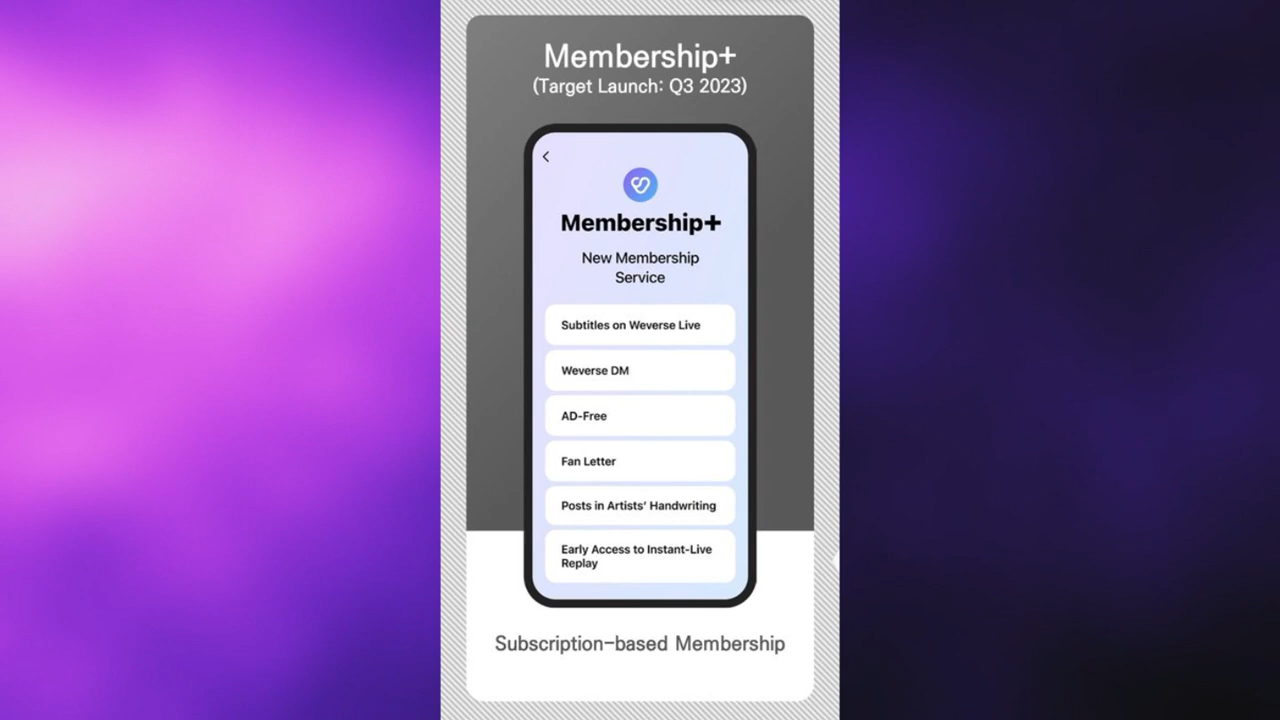 Membership+
(Target Launch: Q3 2023)
Membership+
New Membership
Service
Subtitles on Weverse Live
Weverse DM
AD-Free
Fan Letter
Posts in Artists' Handwriting
Early Access to Instant-Live
Replay
Subscription-based Membership